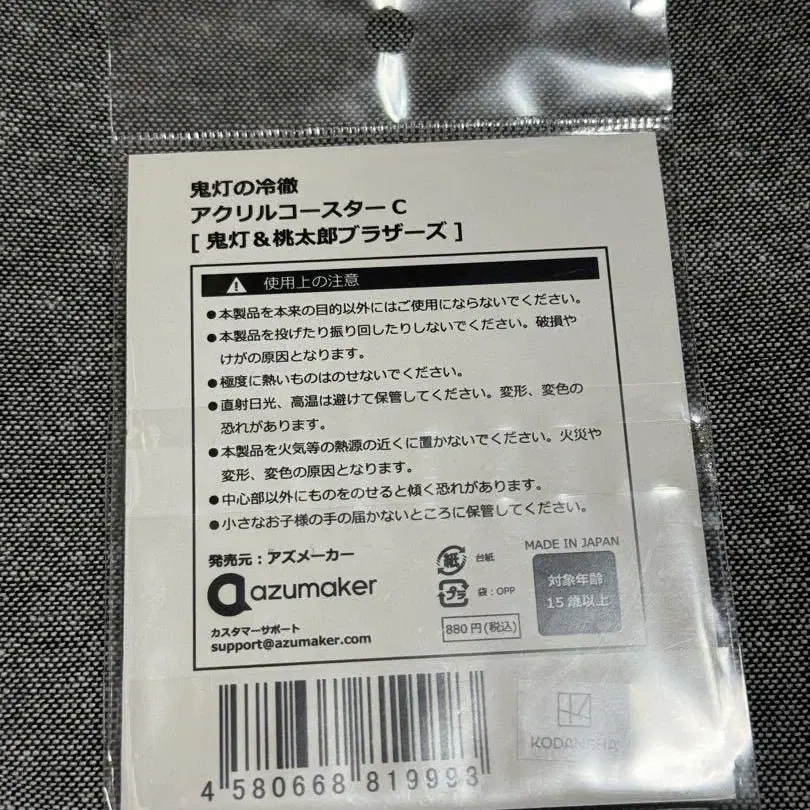 鬼灯の冷徹
アクリルコースター C
[ 鬼灯＆桃太郎ブラザーズ ]
使用上の注意
●本製品を本来の目的以外にはご使用にならないでください。
●本製品を投げたり振り回したりしないでください。破損や
けがの原因となります。
●極度に熱いものはのせないでください。
●直射日光、高温は避けて保管してください。変形、変色の
恐れがあります。
●本製品を火気等の熱源の近くに置かないでください。火災や
変形、変色の原因となります。
●中心部以外にものをのせると傾く恐れがあります。
●小さなお子様の手の届かないところに保管してください。
発売元：アズメーカー
azumaker
カスタマーサポート
support@azumaker.com
紙 台紙
プラ 袋：OPP
880円(税込)
MADE IN JAPAN
対象年齢
15歳以上
KODANSHA
4 580668 819993